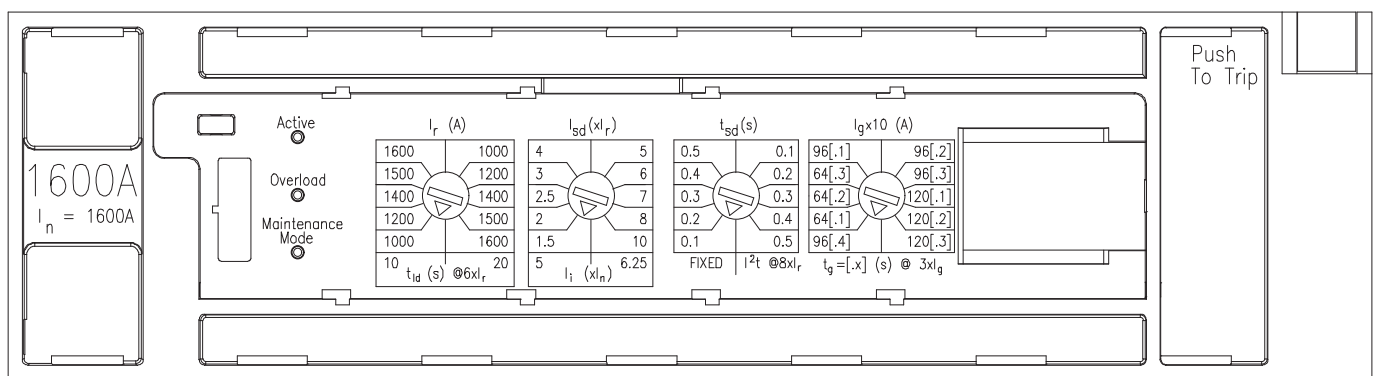 Push
To Trip
1600A
In = 1600A
Active
Overload
Maintenance
Mode
Ir (A)
1600 1000
1500 1200
1400 1400
1200 1500
1000 1600
10 20
tld (s) @6xIr
Isd(xIr)
4 5
3 6
2.5 7
2 8
1.5 10
5 6.25
Ii (xIn)
tsd(s)
0.5 0.1
0.4 0.2
0.3 0.3
0.2 0.4
0.1 0.5
FIXED I²t @8xIr
Igx10 (A)
96[.1] 96[.2]
64[.3] 96[.3]
64[.2] 120[.1]
64[.1] 120[.2]
96[.4] 120[.3]
tg=[.x] (s) @ 3xIg